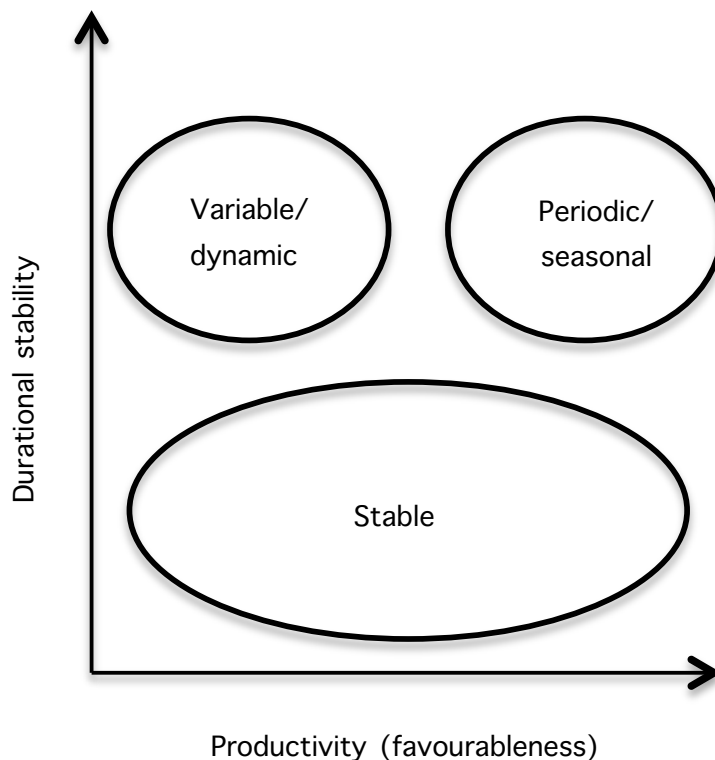 Variable/
dynamic
Periodic/
seasonal
Durational stability
Stable
Productivity (favourableness)